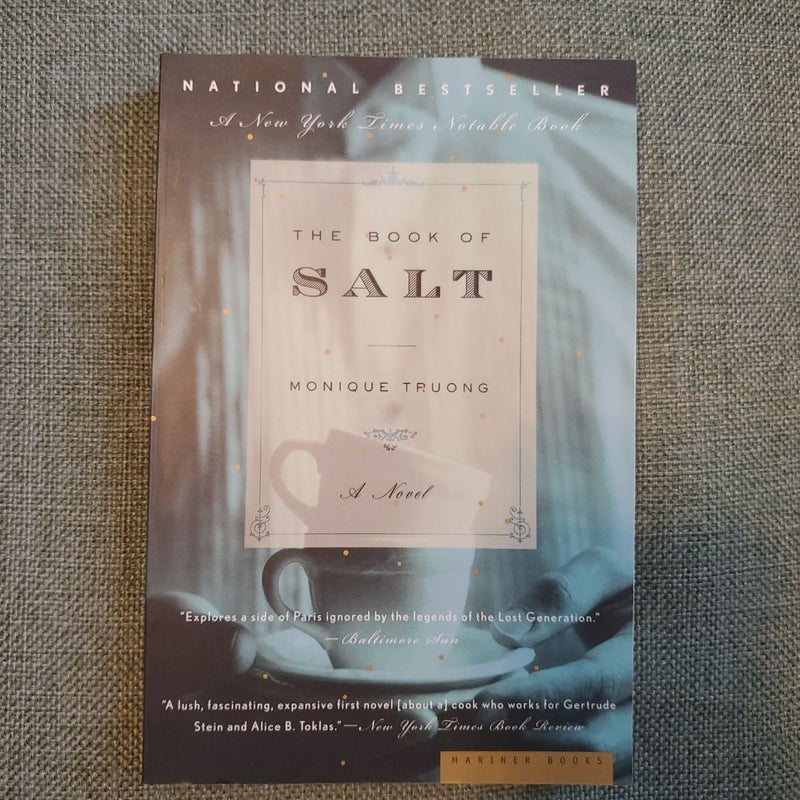 NATIONAL BESTSELLER
A New York Times Notable Book
THE BOOK OF
SALT
MONIQUE TRUONG
A Novel
"Explores a side of Paris ignored by the legends of the Lost Generation."
—Baltimore Sun
"A lush, fascinating, expansive first novel [about a] cook who works for Gertrude
Stein and Alice B. Toklas."—New York Times Book Review
MARINER BOOKS